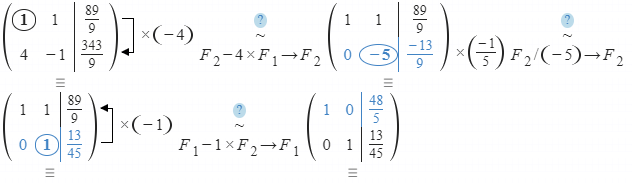 ( 1 1 | 89/9 ; 4 −1 | 343/9 ) ×(−4) ? ~ F₂−4×F₁→F₂ ( 1 1 | 89/9 ; 0 −5 | −13/9 ) ×(−1/5) ? ~ F₂/(−5)→F₂
= =
( 1 1 | 89/9 ; 0 1 | 13/45 ) ×(−1) ? ~ F₁−1×F₂→F₁ ( 1 0 | 48/5 ; 0 1 | 13/45 )
= =